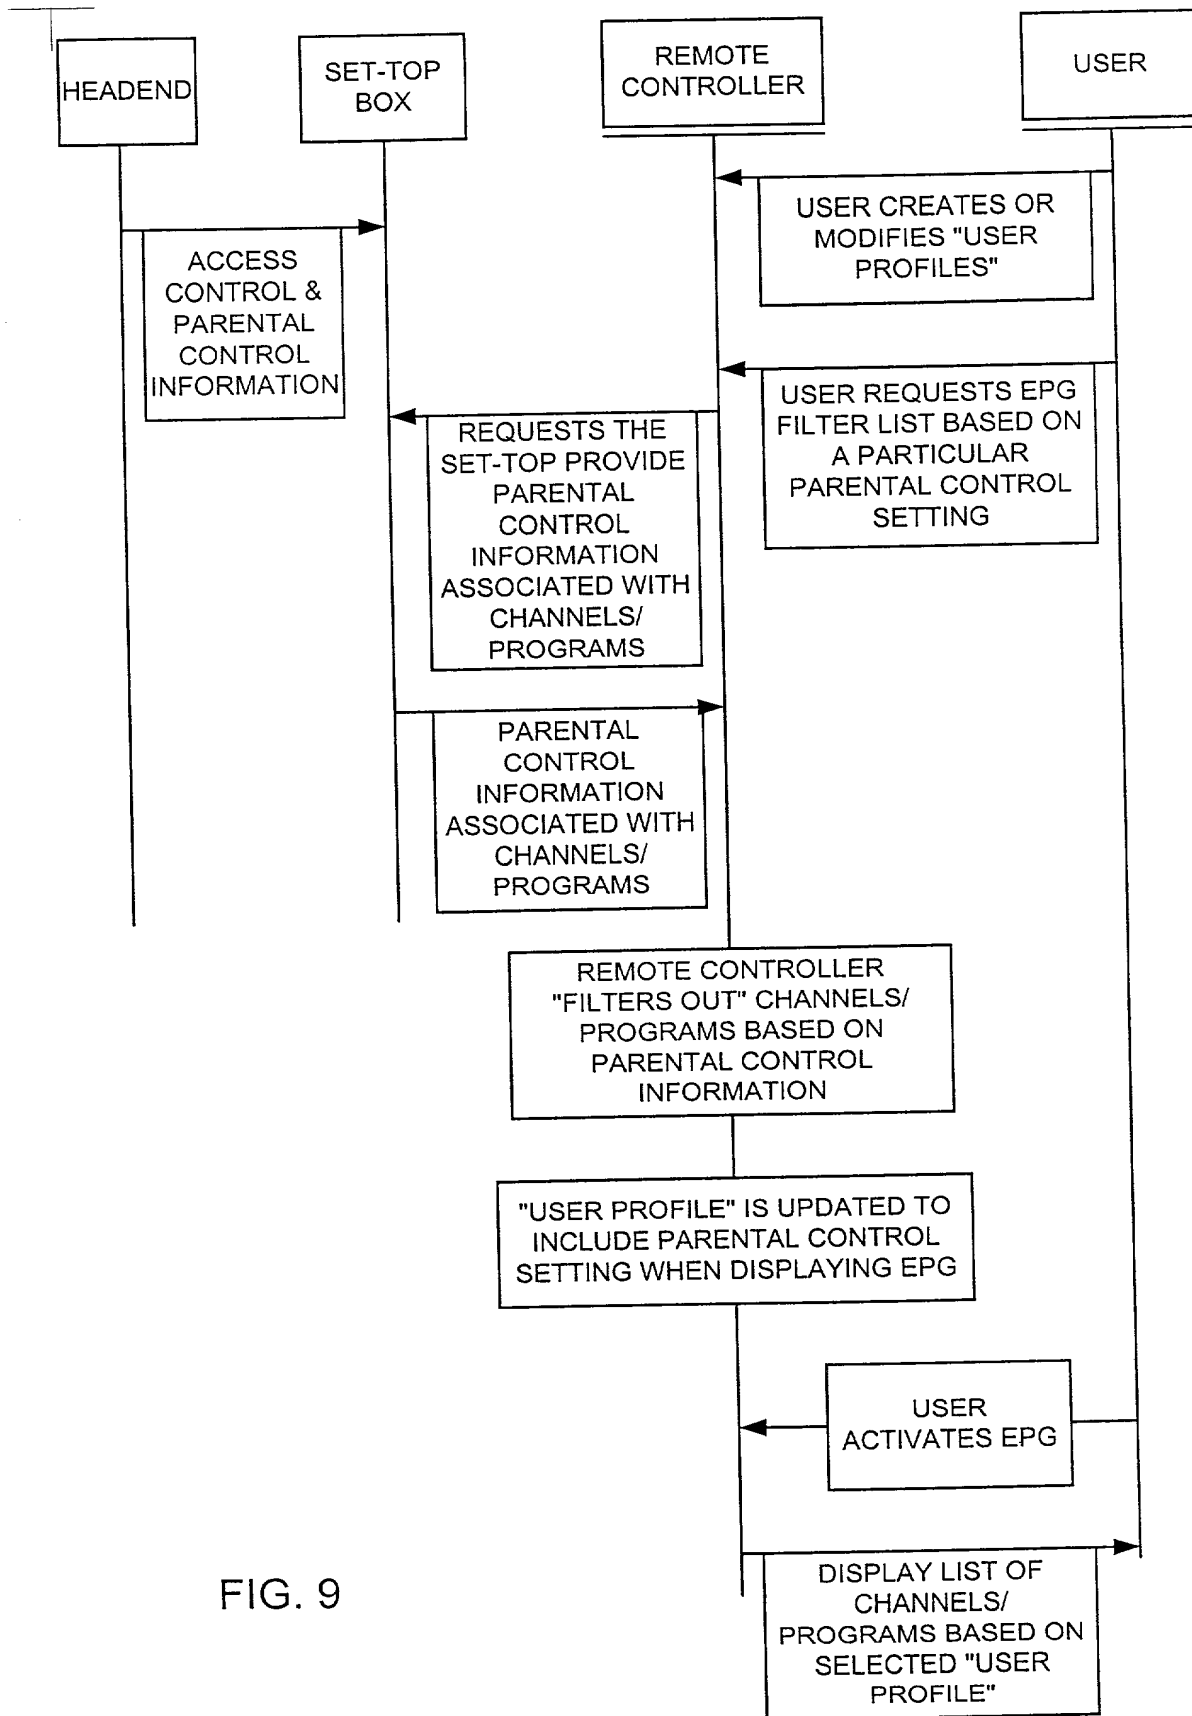 HEADEND
SET-TOP
BOX
REMOTE
CONTROLLER
USER
USER CREATES OR
MODIFIES "USER
PROFILES"
ACCESS
CONTROL &
PARENTAL
CONTROL
INFORMATION
USER REQUESTS EPG
FILTER LIST BASED ON
A PARTICULAR
PARENTAL CONTROL
SETTING
REQUESTS THE
SET-TOP PROVIDE
PARENTAL
CONTROL
INFORMATION
ASSOCIATED WITH
CHANNELS/
PROGRAMS
PARENTAL
CONTROL
INFORMATION
ASSOCIATED WITH
CHANNELS/
PROGRAMS
REMOTE CONTROLLER
"FILTERS OUT" CHANNELS/
PROGRAMS BASED ON
PARENTAL CONTROL
INFORMATION
"USER PROFILE" IS UPDATED TO
INCLUDE PARENTAL CONTROL
SETTING WHEN DISPLAYING EPG
USER
ACTIVATES EPG
DISPLAY LIST OF
CHANNELS/
PROGRAMS BASED ON
SELECTED "USER
PROFILE"
FIG. 9